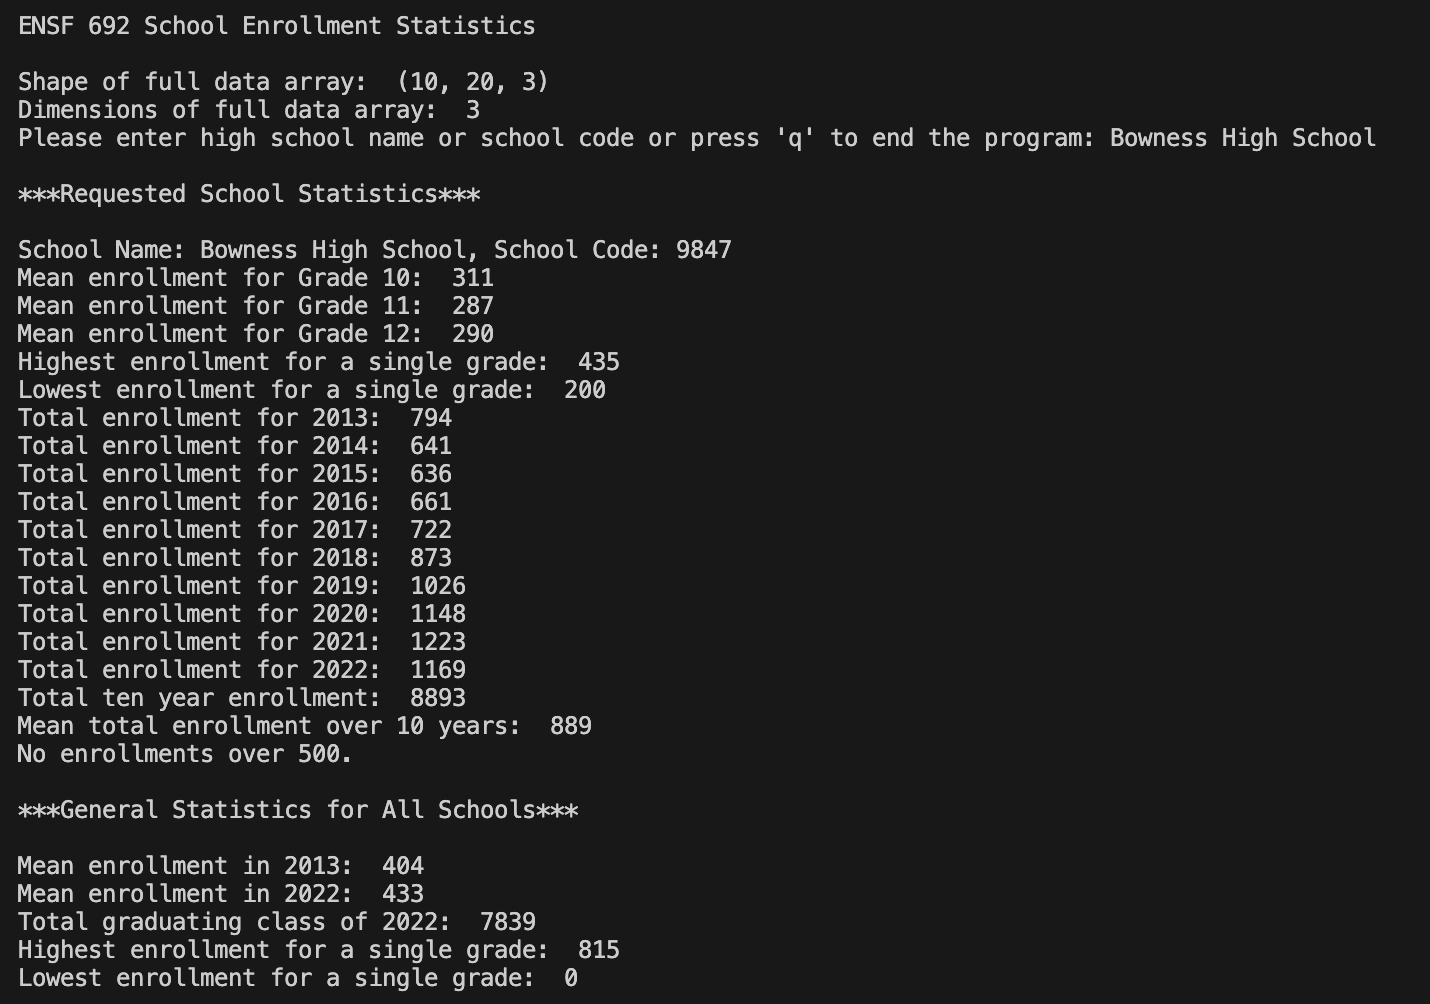 ENSF 692 School Enrollment Statistics
Shape of full data array:  (10, 20, 3)
Dimensions of full data array:  3
Please enter high school name or school code or press 'q' to end the program: Bowness High School
***Requested School Statistics***
School Name: Bowness High School, School Code: 9847
Mean enrollment for Grade 10:  311
Mean enrollment for Grade 11:  287
Mean enrollment for Grade 12:  290
Highest enrollment for a single grade:  435
Lowest enrollment for a single grade:  200
Total enrollment for 2013:  794
Total enrollment for 2014:  641
Total enrollment for 2015:  636
Total enrollment for 2016:  661
Total enrollment for 2017:  722
Total enrollment for 2018:  873
Total enrollment for 2019:  1026
Total enrollment for 2020:  1148
Total enrollment for 2021:  1223
Total enrollment for 2022:  1169
Total ten year enrollment:  8893
Mean total enrollment over 10 years:  889
No enrollments over 500.
***General Statistics for All Schools***
Mean enrollment in 2013:  404
Mean enrollment in 2022:  433
Total graduating class of 2022:  7839
Highest enrollment for a single grade:  815
Lowest enrollment for a single grade:  0